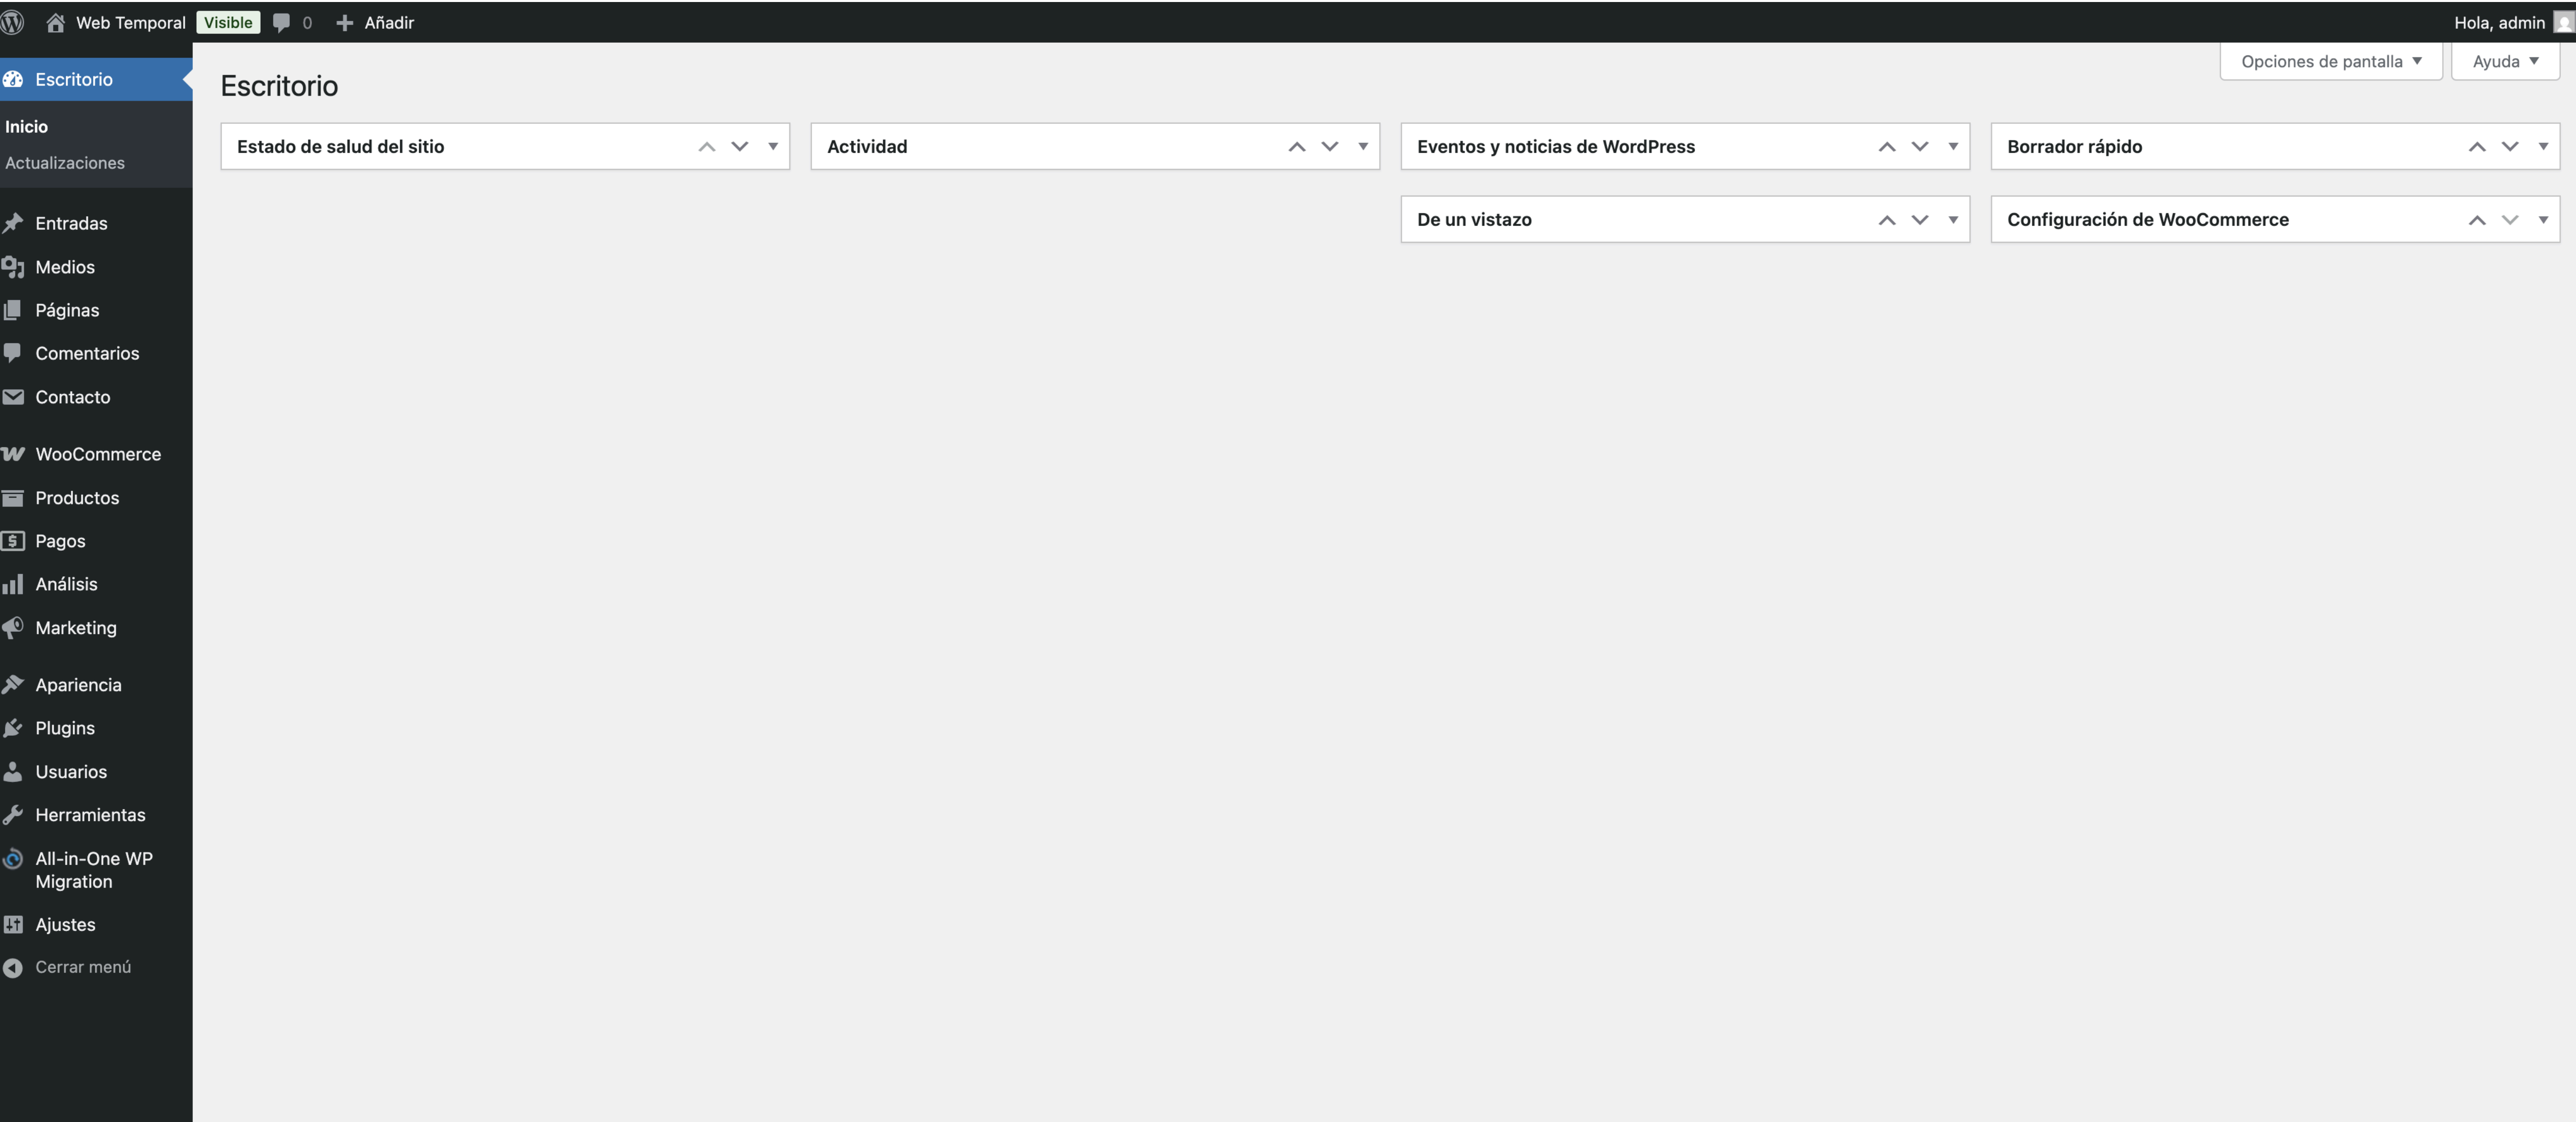 Web Temporal Visible 0 Añadir Hola, admin
Opciones de pantalla Ayuda
Escritorio
Inicio
Actualizaciones
Entradas
Medios
Páginas
Comentarios
Contacto
WooCommerce
Productos
Pagos
Análisis
Marketing
Apariencia
Plugins
Usuarios
Herramientas
All-in-One WP
Migration
Ajustes
Cerrar menú
Escritorio
Estado de salud del sitio
Actividad
Eventos y noticias de WordPress
De un vistazo
Borrador rápido
Configuración de WooCommerce